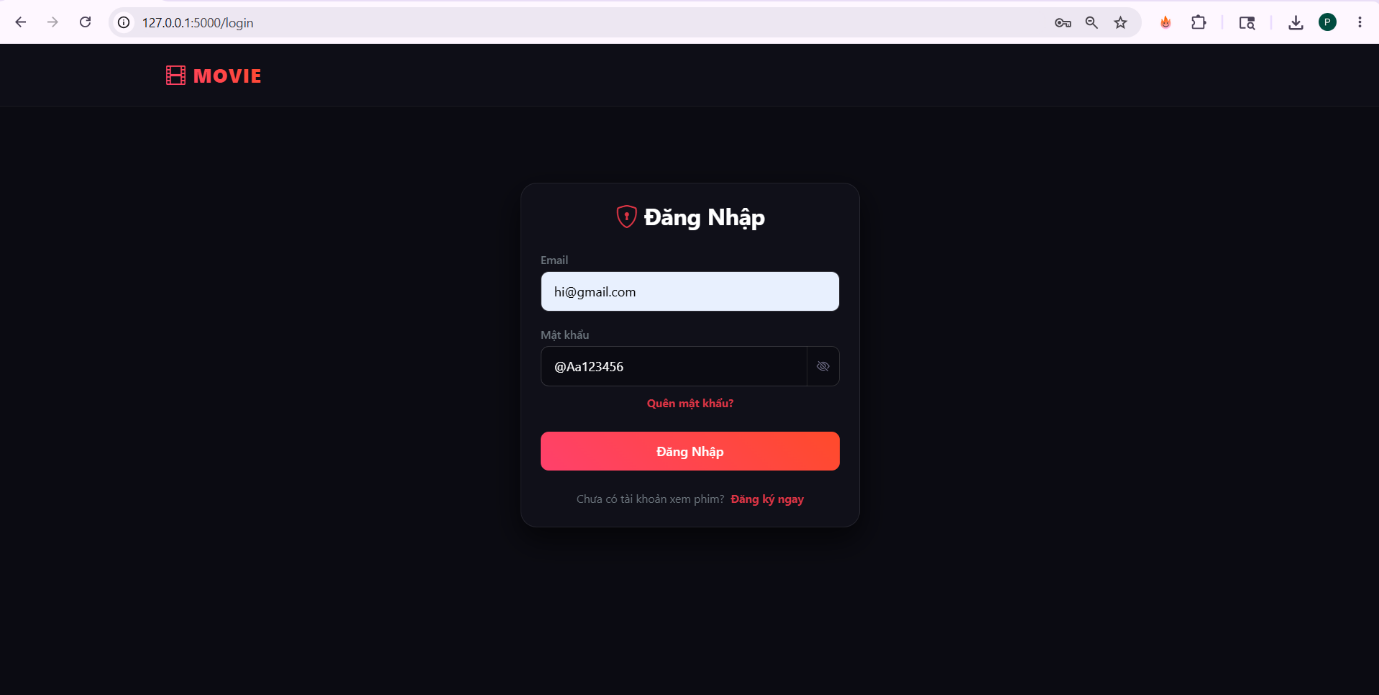 127.0.0.1:5000/login
P
MOVIE
Đăng Nhập
Email
hi@gmail.com
Mật khẩu
@Aa123456
Quên mật khẩu?
Đăng Nhập
Chưa có tài khoản xem phim? Đăng ký ngay